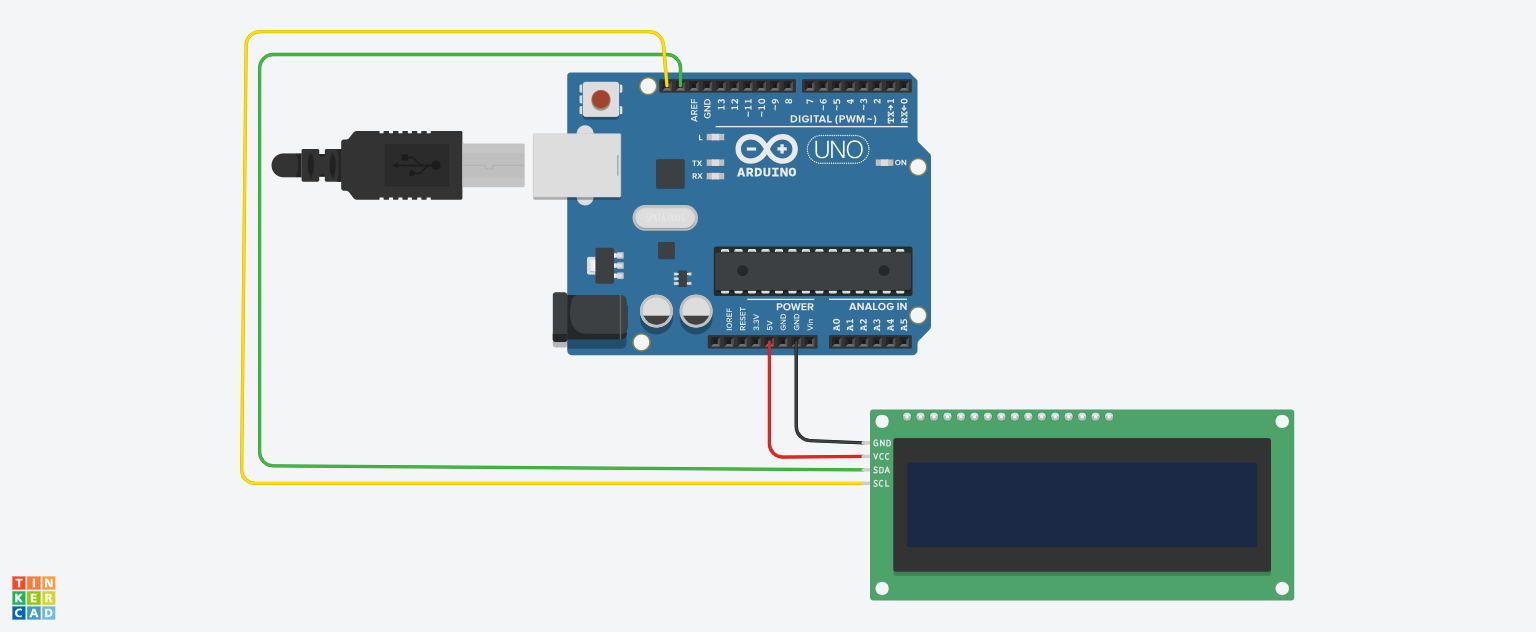 AREF
GND
13
12
~11
~10
~9
8
7
~6
~5
4
~3
2
TX→1
RX←0
DIGITAL (PWM~)
L
TX
RX
ARDUINO
UNO
ON
POWER
ANALOG IN
IOREF
RESET
3.3V
5V
GND
GND
Vin
A0
A1
A2
A3
A4
A5
GND
VCC
SDA
SCL
TIN
KER
CAD